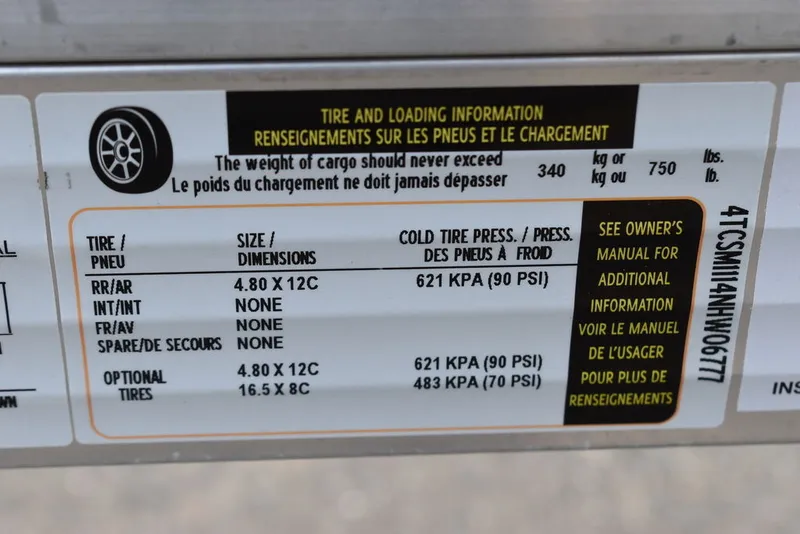 TIRE AND LOADING INFORMATION
RENSEIGNEMENTS SUR LES PNEUS ET LE CHARGEMENT
The weight of cargo should never exceed 340 kg or 750 lbs.
Le poids du chargement ne doit jamais dépasser kg ou lb.
TIRE / SIZE / COLD TIRE PRESS. / PRESS.
PNEU DIMENSIONS DES PNEUS À FROID
RR/AR 4.80 X 12C 621 KPA (90 PSI)
INT/INT NONE
FR/AV NONE
SPARE/DE SECOURS NONE
OPTIONAL 4.80 X 12C 621 KPA (90 PSI)
TIRES 16.5 X 8C 483 KPA (70 PSI)
SEE OWNER'S
MANUAL FOR
ADDITIONAL
INFORMATION
VOIR LE MANUEL
DE L'USAGER
POUR PLUS DE
RENSEIGNEMENTS
4TCSM1114NHW06777
INS